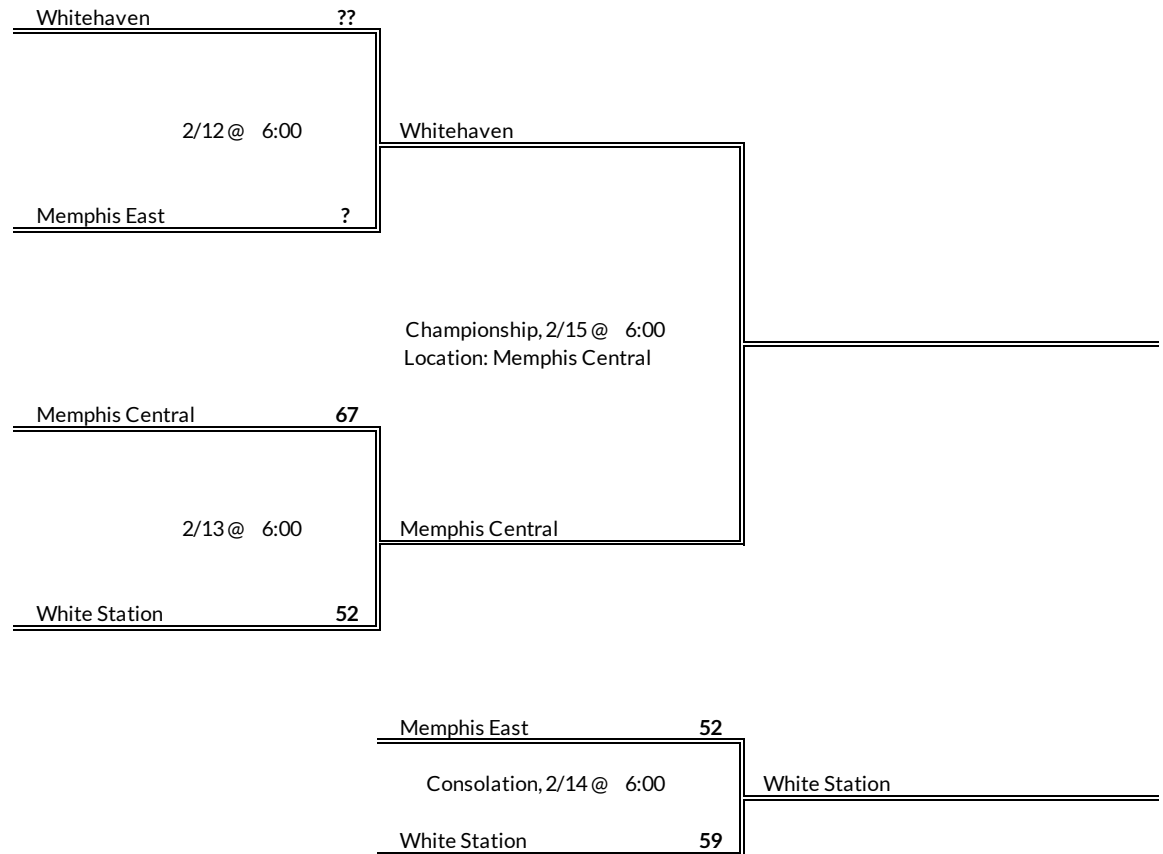 Whitehaven ??
2/12 @ 6:00
Whitehaven
Memphis East ?
Championship, 2/15 @ 6:00
Location: Memphis Central
Memphis Central 67
2/13 @ 6:00
Memphis Central
White Station 52
Memphis East 52
Consolation, 2/14 @ 6:00
White Station
White Station 59